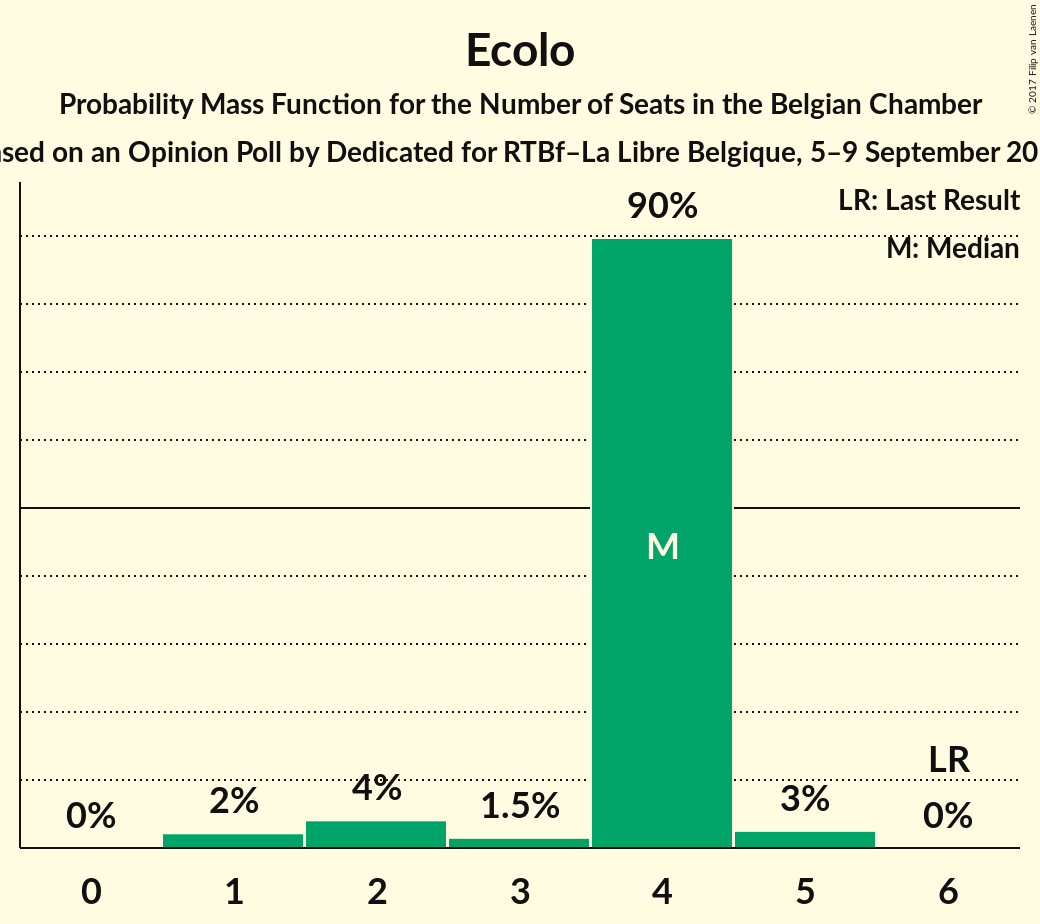 Ecolo
Probability Mass Function for the Number of Seats in the Belgian Chamber
on an Opinion Poll by Dedicated for RTBf–La Libre Belgique, 5–9 September
© 2017 Filip van Laenen
LR: Last Result
M: Median
90%
M
LR
0%
2%
4%
1.5%
3%
0%
0 1 2 3 4 5 6